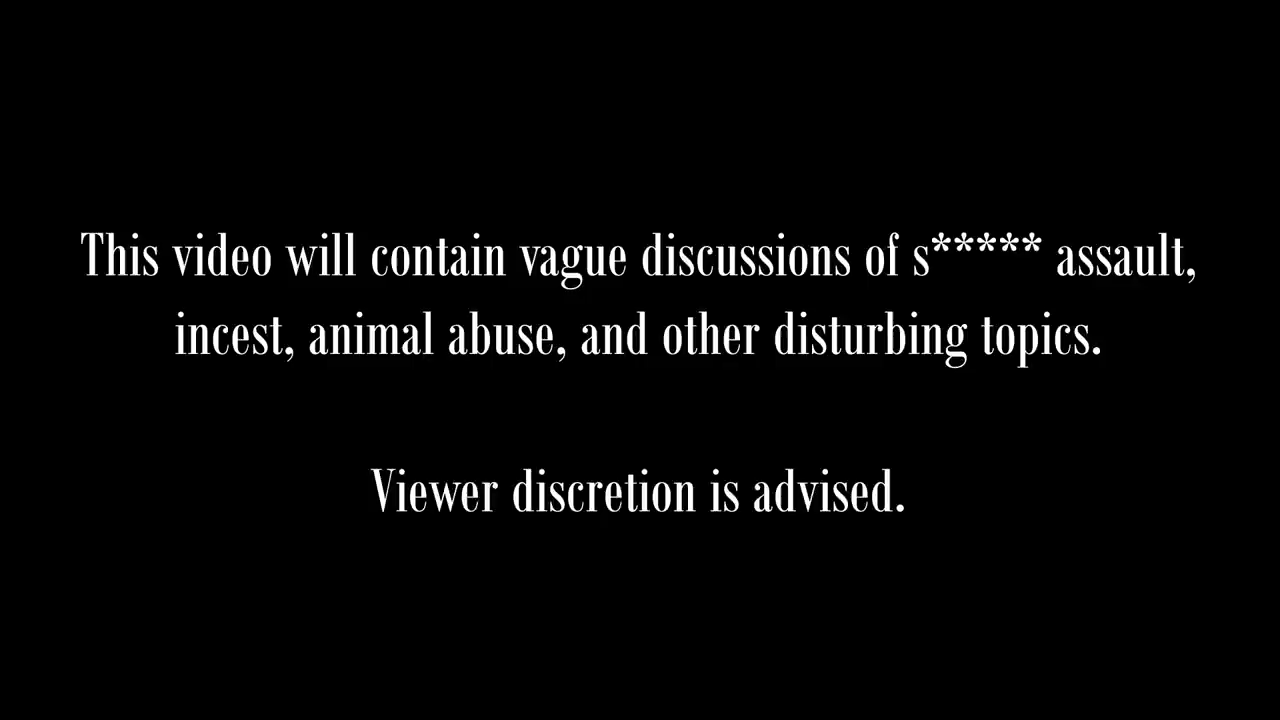 This video will contain vague discussions of s***** assault,
incest, animal abuse, and other disturbing topics.
Viewer discretion is advised.